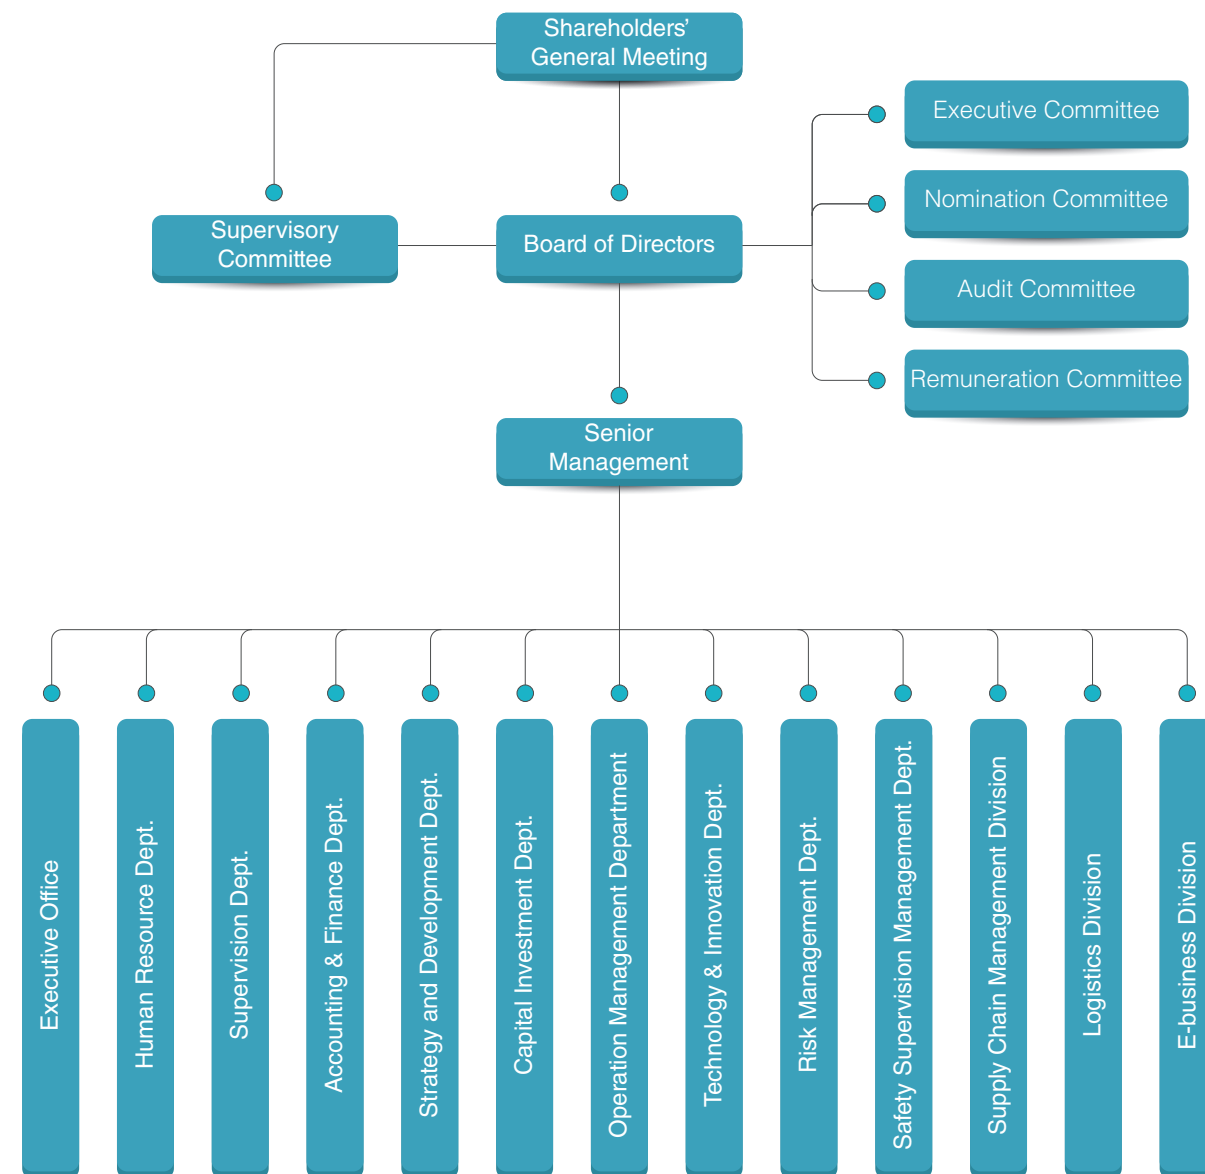 Shareholders'
General Meeting
Executive Committee
Nomination Committee
Supervisory
Committee
Board of Directors
Audit Committee
Remuneration Committee
Senior
Management
Executive Office
Human Resource Dept.
Supervision Dept.
Accounting & Finance Dept.
Strategy and Development Dept.
Capital Investment Dept.
Operation Management Department
Technology & Innovation Dept.
Risk Management Dept.
Safety Supervision Management Dept.
Supply Chain Management Division
Logistics Division
E-business Division